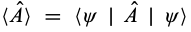 ⟨Â⟩ = ⟨ψ | Â | ψ⟩